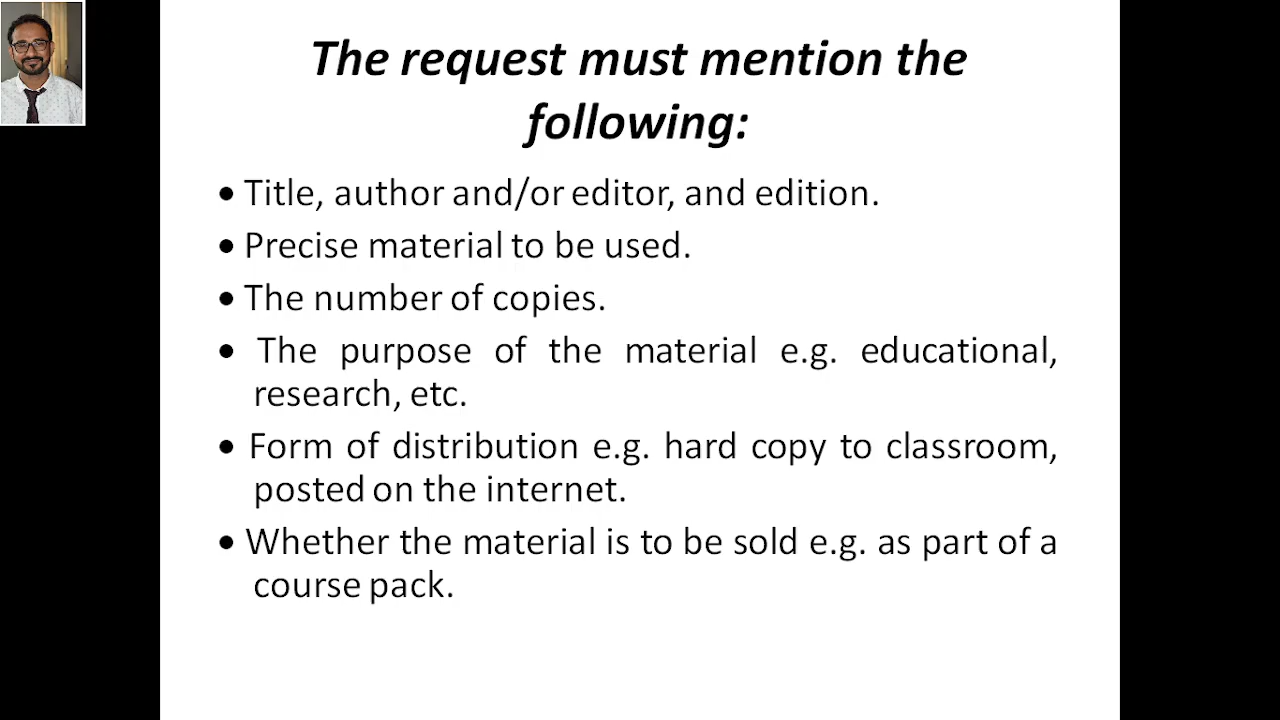 The request must mention the
following:
• Title, author and/or editor, and edition.
• Precise material to be used.
• The number of copies.
• The purpose of the material e.g. educational,
research, etc.
• Form of distribution e.g. hard copy to classroom,
posted on the internet.
• Whether the material is to be sold e.g. as part of a
course pack.